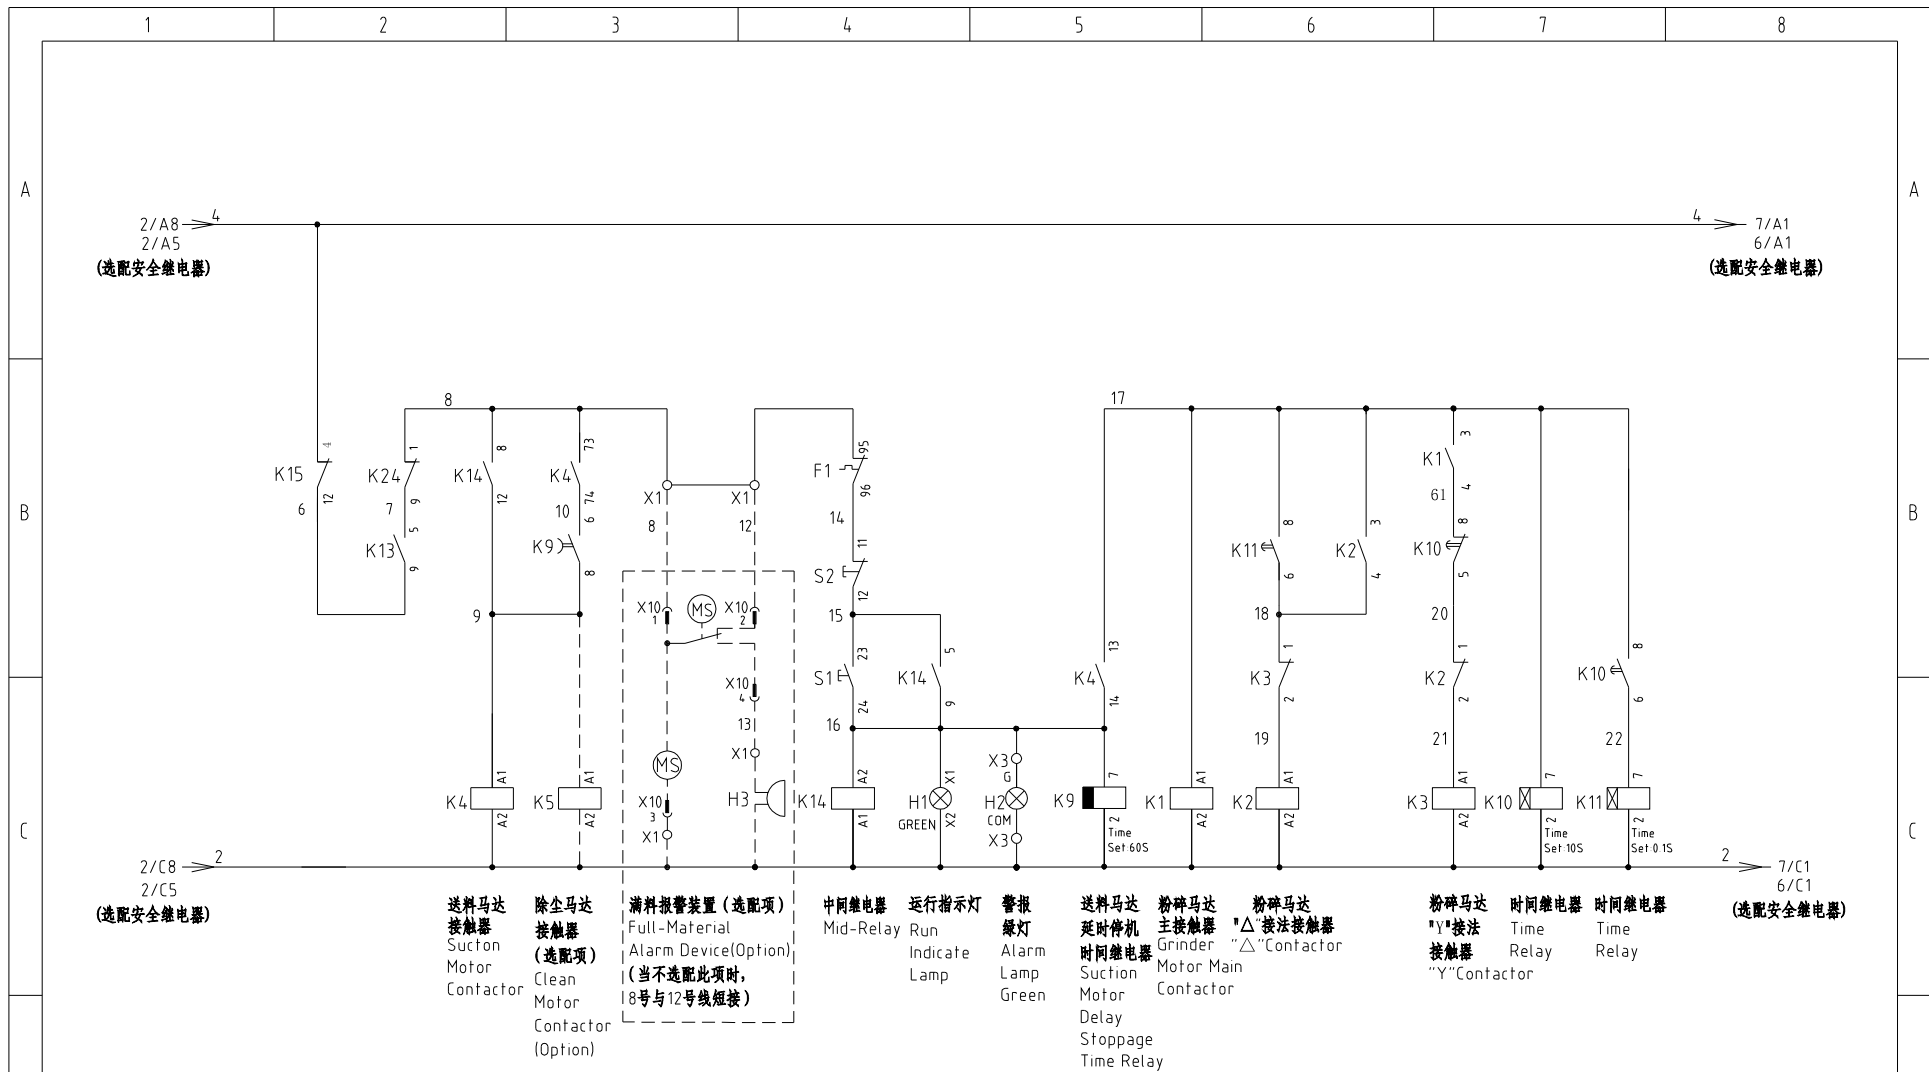 1 2 3 4 5 6 7 8
A A
2/A8 4 4 7/A1
2/A5 6/A1
(选配安全继电器) (选配安全继电器)
8 17
K15 4 12
6
K24 1 9
7
K13 5 9
K14 8 12
K4 73 74
10
K9 6 8
9
X1 X1
8 12
X10 1
MS
X10 2
X10 4
13
X1
MS
X10 3
X1
H3
F1 95 96
14
S2 11 12
15
S1 23 24
K14 5 9
16
K4 13 14
K11 8 6
K2 3 4
18
K3 1 2
19
K1 3 4
61
K10 8 5
20
K2 1 2
21
K10 8 6
22
B B
K4 A1 A2
K5 A1 A2
K14 A2 A1
H1 X1 X2
GREEN
X3
G
H2
COM
X3
K9 7 2
Time
Set:60S
K1 A1 A2
K2 A1 A2
K3 A1 A2
K10 7 2
Time
Set:10S
K11 7 2
Time
Set:0.1S
C C
2/C8 2 2 7/C1
2/C5 6/C1
(选配安全继电器) (选配安全继电器)
送料马达
接触器
Sucton
Motor
Contactor
除尘马达
接触器
(选配项)
Clean
Motor
Contactor
(Option)
满料报警装置(选配项)
Full-Material
Alarm Device(Option)
(当不选配此项时,
8号与12号线短接)
中间继电器
Mid-Relay
运行指示灯
Run
Indicate
Lamp
警报
绿灯
Alarm
Lamp
Green
送料马达
延时停机
时间继电器
Suction
Motor
Delay
Stoppage
Time Relay
粉碎马达
主接触器
Grinder
Motor Main
Contactor
粉碎马达
"△"接法接触器
"△"Contactor
粉碎马达
"Y"接法
接触器
"Y"Contactor
时间继电器
Time
Relay
时间继电器
Time
Relay